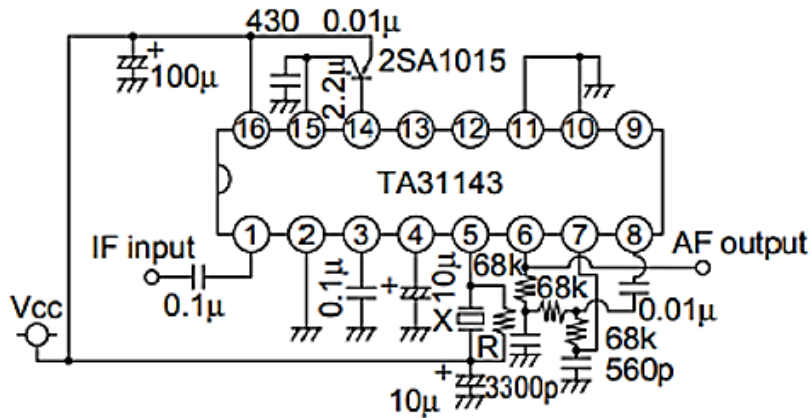 430 0.01μ
100μ
2.2μ
2SA1015
16 15 14 13 12 11 10 9
TA31143
1 2 3 4 5 6 7 8
IF input
AF output
0.1μ
0.1μ
10μ
68k
68k
0.01μ
Vcc
X
R
68k
3300p
560p
10μ